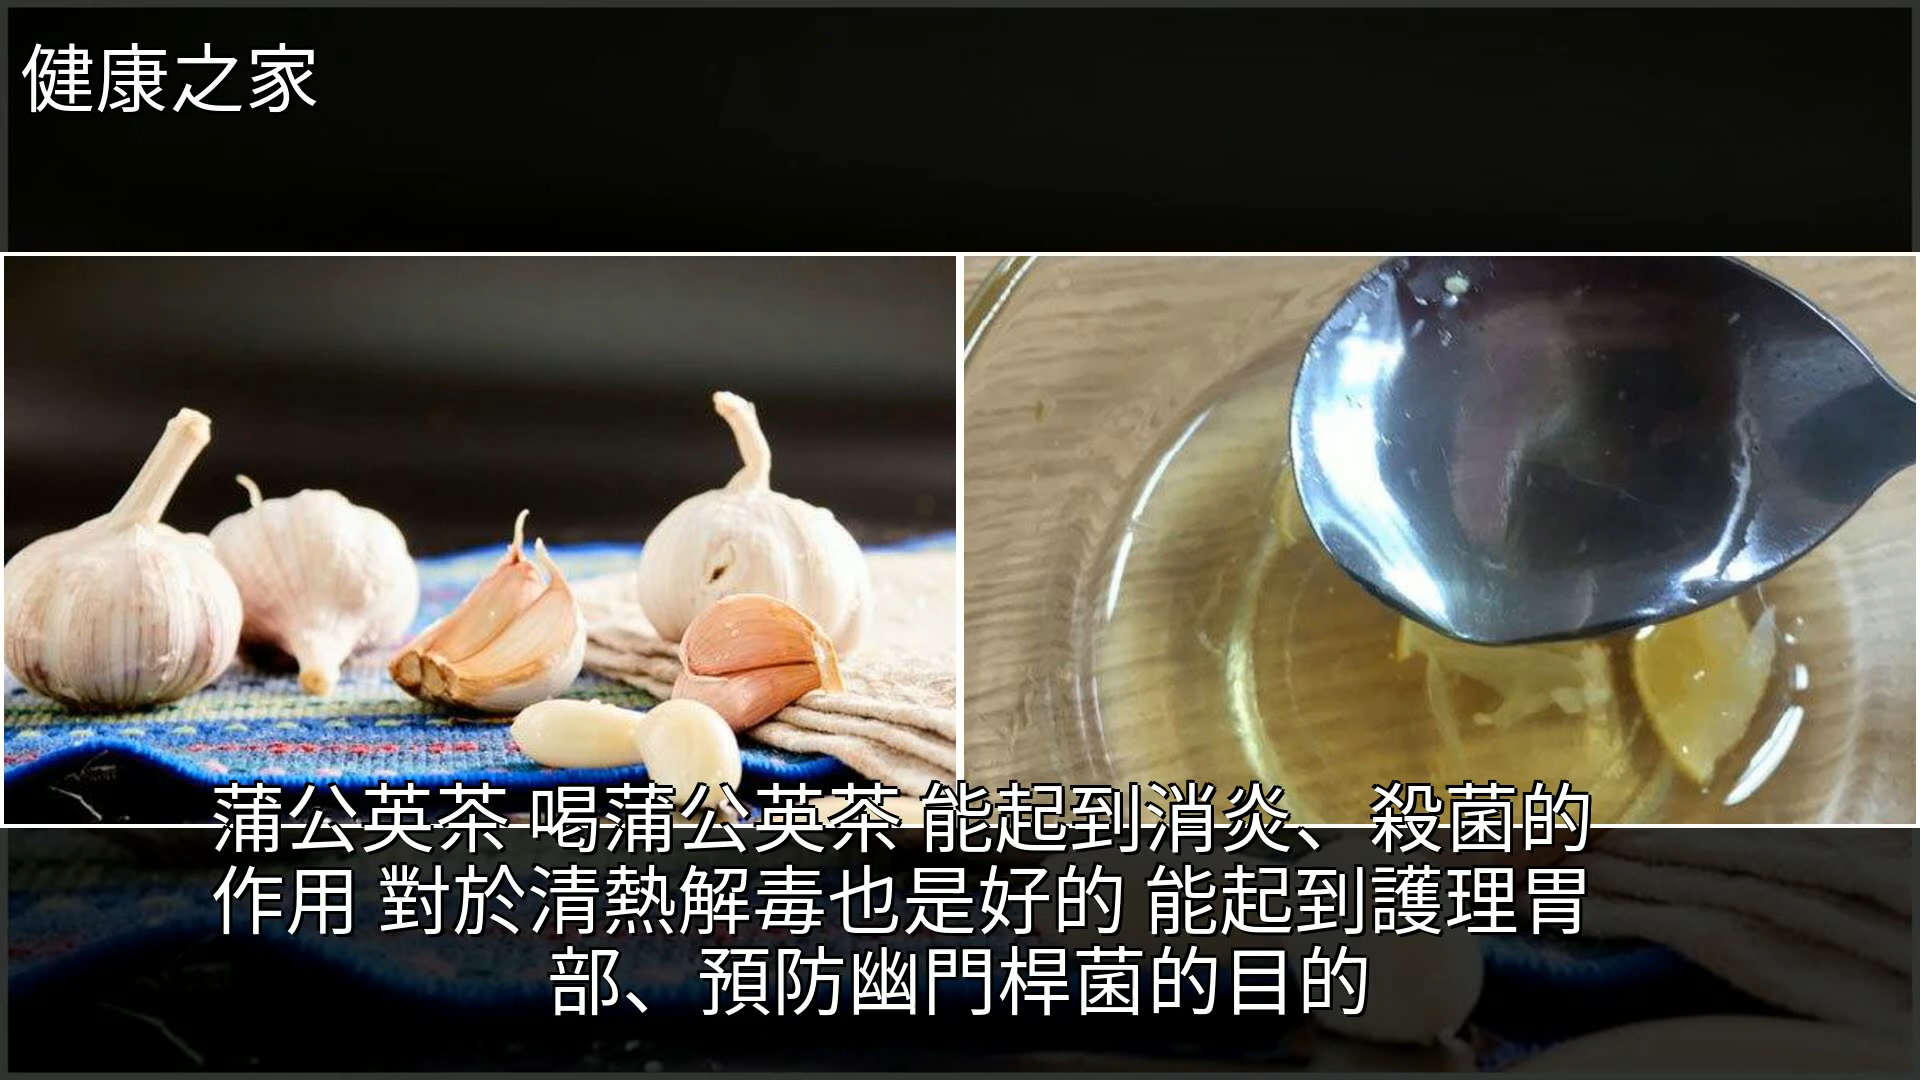 健康之家
蒲公英茶 喝蒲公英茶 能起到消炎、殺菌的
作用 對於清熱解毒也是好的 能起到護理胃
部、預防幽門桿菌的目的